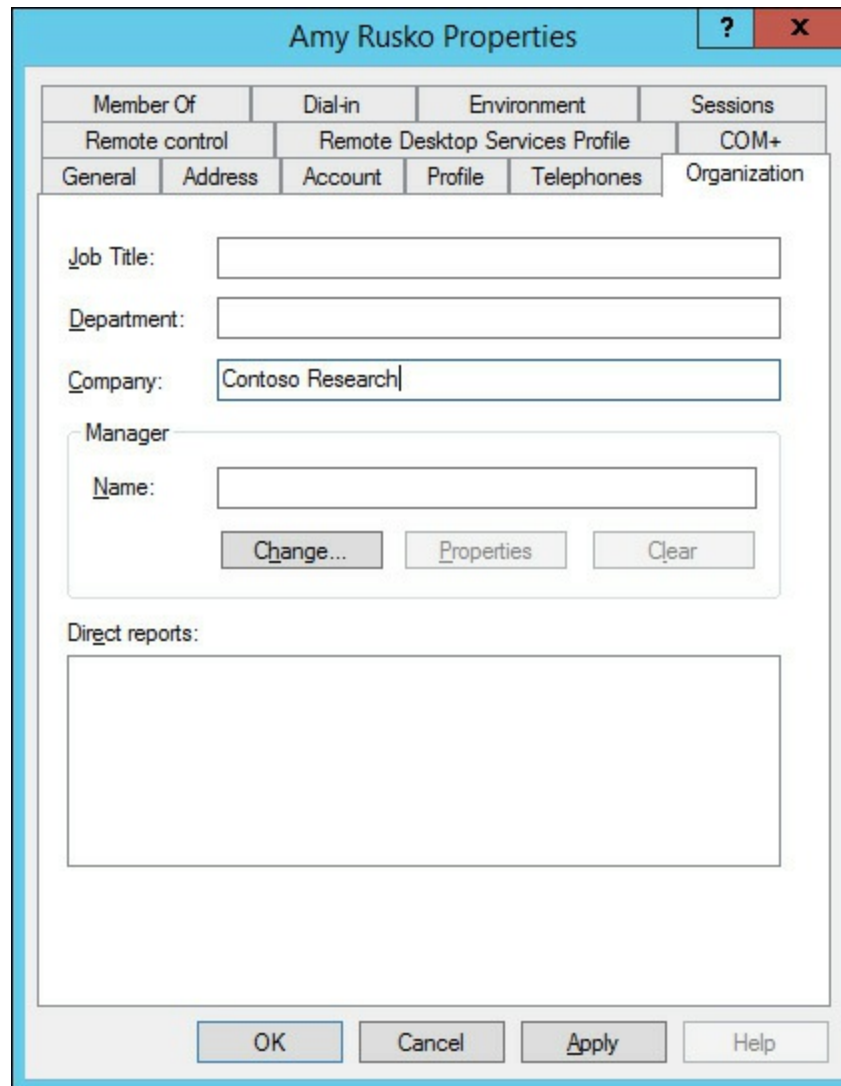 Amy Rusko Properties ? x
Member Of Dial-in Environment Sessions
Remote control Remote Desktop Services Profile COM+
General Address Account Profile Telephones Organization
Job Title:
Department:
Company: Contoso Research
Manager
Name:
Change... Properties Clear
Direct reports:
OK Cancel Apply Help